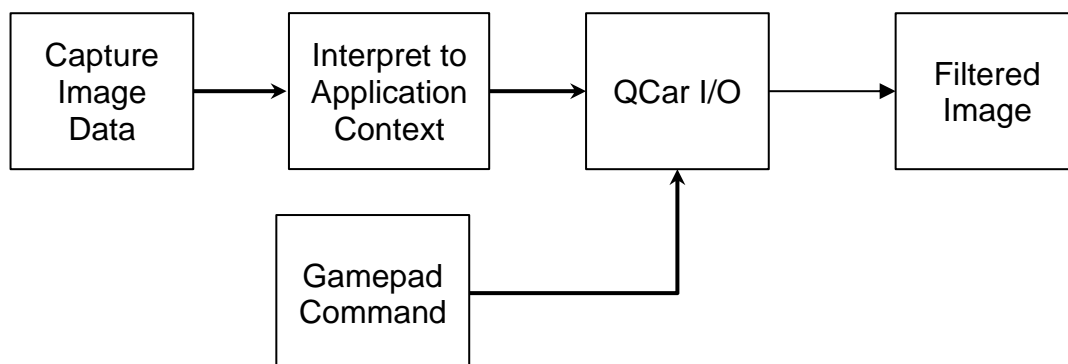 Capture
Image
Data
Interpret to
Application
Context
QCar I/O
Filtered
Image
Gamepad
Command